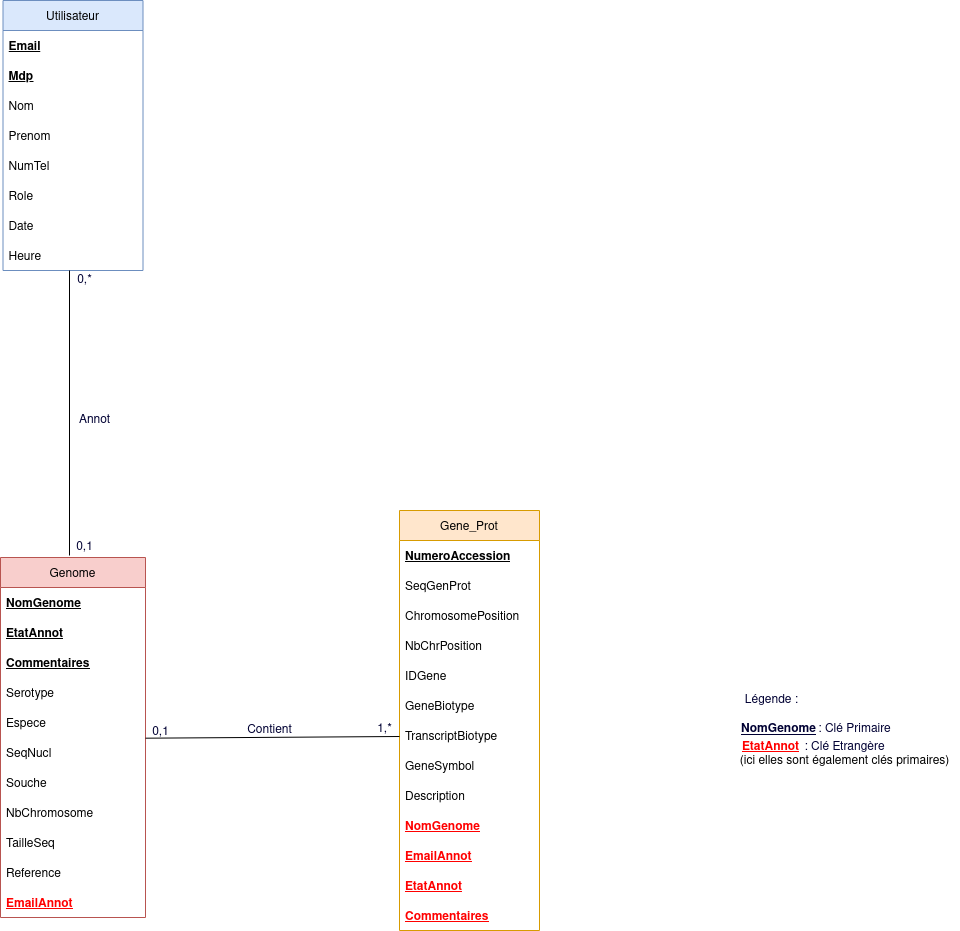 Utilisateur
Email
Mdp
Nom
Prenom
NumTel
Role
Date
Heure
0,*
Annot
0,1
Genome
NomGenome
EtatAnnot
Commentaires
Serotype
Espece
SeqNucl
Souche
NbChromosome
TailleSeq
Reference
EmailAnnot
0,1
Contient
1,*
Gene_Prot
NumeroAccession
SeqGenProt
ChromosomePosition
NbChrPosition
IDGene
GeneBiotype
TranscriptBiotype
GeneSymbol
Description
NomGenome
EmailAnnot
EtatAnnot
Commentaires
Légende :
NomGenome : Clé Primaire
EtatAnnot : Clé Etrangère
(ici elles sont également clés primaires)